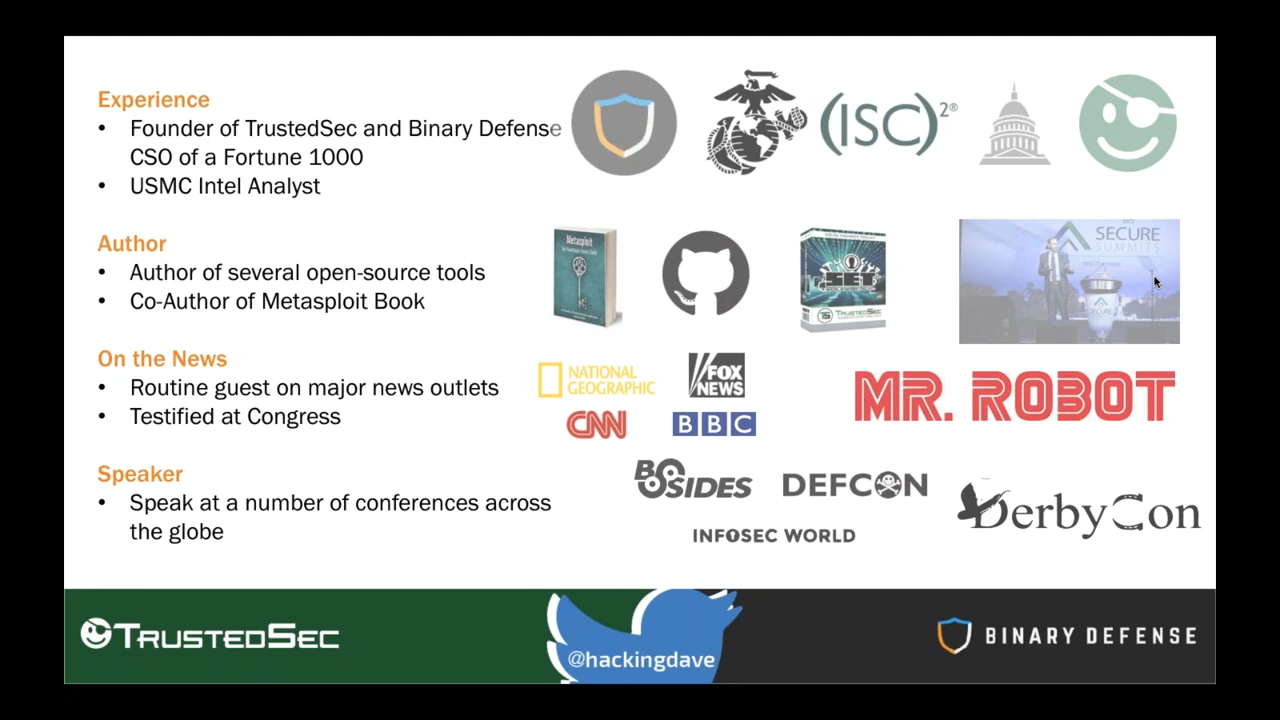 Experience
• Founder of TrustedSec and Binary Defense
CSO of a Fortune 1000
• USMC Intel Analyst
(ISC)²®
Author
• Author of several open-source tools
• Co-Author of Metasploit Book
Metasploit
SET
TRUSTEDSEC
SECURE
SUMMITS
On the News
• Routine guest on major news outlets
• Testified at Congress
NATIONAL
GEOGRAPHIC
FOX
NEWS
CNN
BBC
MR. ROBOT
Speaker
• Speak at a number of conferences across
the globe
BSIDES
DEFCON
DerbyCon
INFOSEC WORLD
TRUSTEDSEC
@hackingdave
BINARY DEFENSE